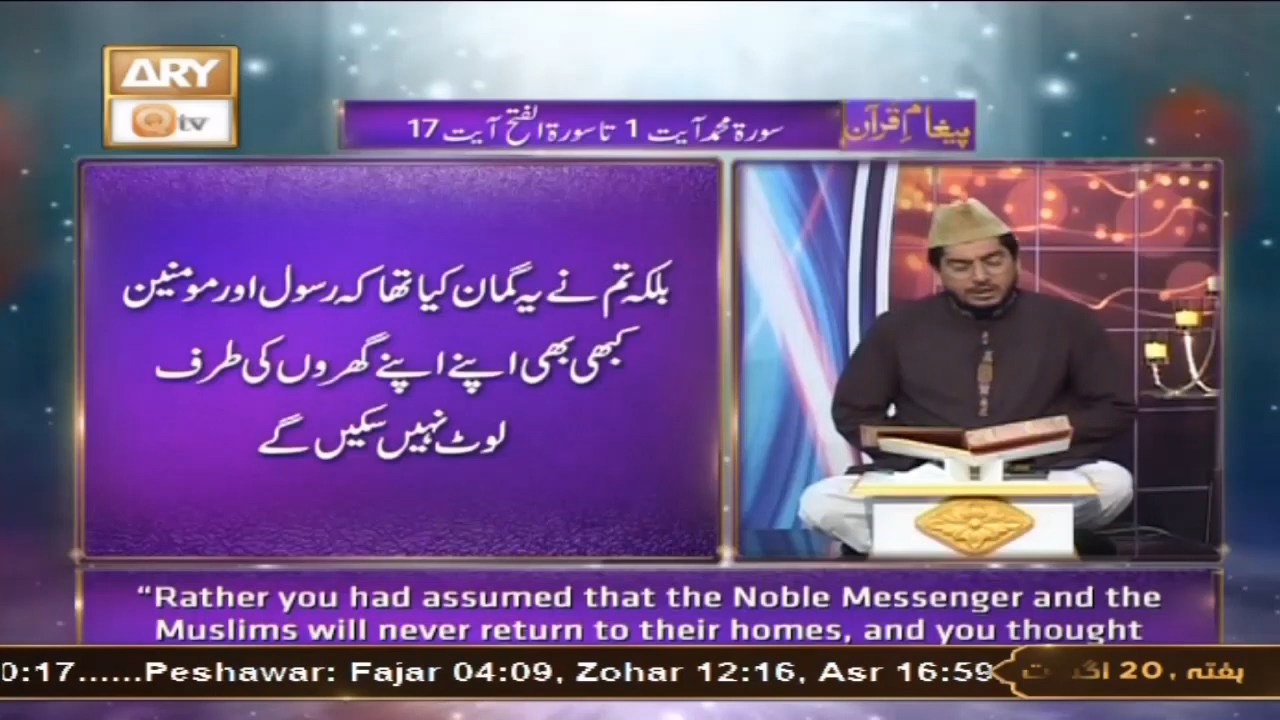 ARY
Qtv
پیغامِ قرآن
سورۃ محمد آیت 1 تا سورۃ الفتح آیت 17
بلکہ تم نے یہ گمان کیا تھا کہ رسول اور مومنین
کبھی بھی اپنے اپنے گھروں کی طرف
لوٹ نہیں سکیں گے
“Rather you had assumed that the Noble Messenger and the
Muslims will never return to their homes, and you thought
0:17......Peshawar: Fajar 04:09, Zohar 12:16, Asr 16:59
ہفتہ , 20 اگست